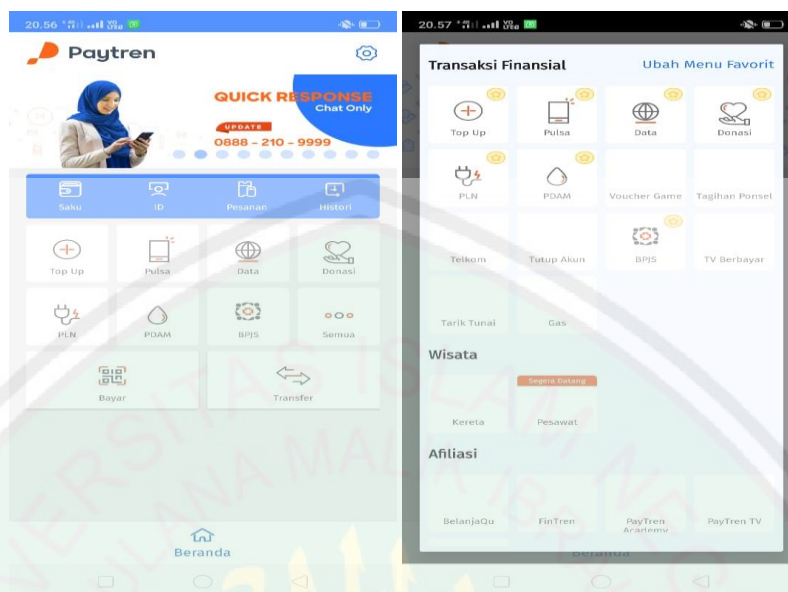 20.56
Paytren
QUICK RESPONSE
Chat Only
UPDATE
0888 - 210 - 9999
Saku ID Pesanan Histori
Top Up Pulsa Data Donasi
PLN PDAM BPJS Semua
Bayar Transfer
Beranda
20.57
Transaksi Finansial Ubah Menu Favorit
Top Up Pulsa Data Donasi
PLN PDAM Voucher Game Tagihan Ponsel
Telkom Tutup Akun BPJS TV Berbayar
Tarik Tunai Gas
Wisata
Segera Datang
Kereta Pesawat
Afiliasi
BelanjaQu FinTren PayTren Academy PayTren TV
Beranda